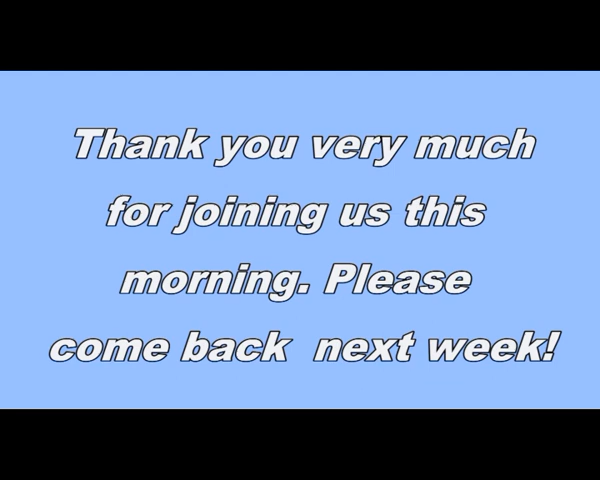 Thank you very much
for joining us this
morning. Please
come back  next week!